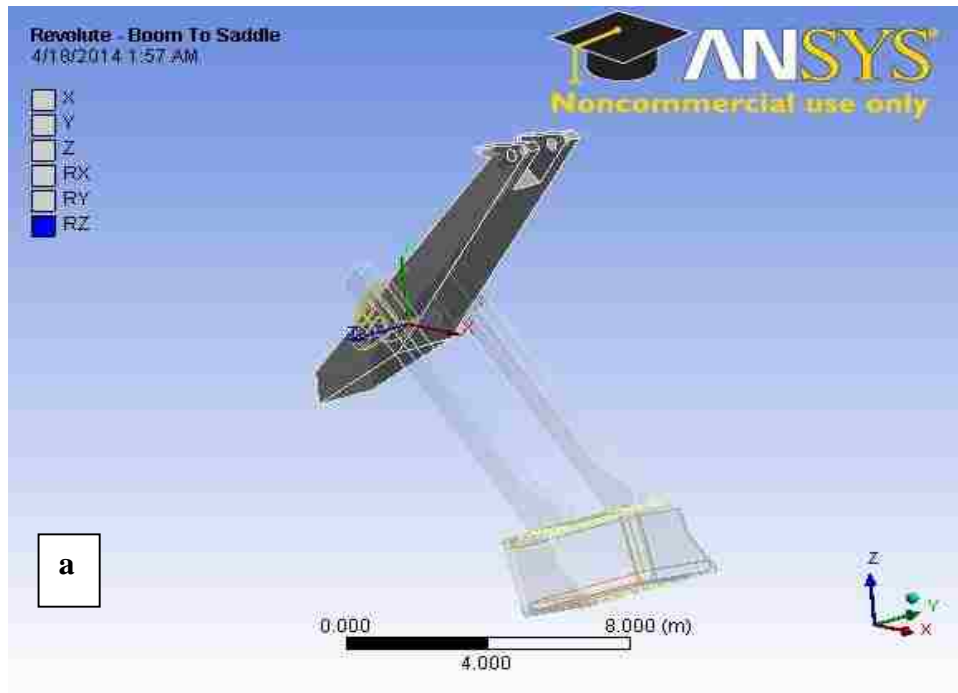 Revolute - Boom To Saddle
4/18/2014 1:57 AM
ANSYS
Noncommercial use only
X
Y
Z
RX
RY
RZ
X
a
Z
Y
X
0.000
8.000 (m)
4.000